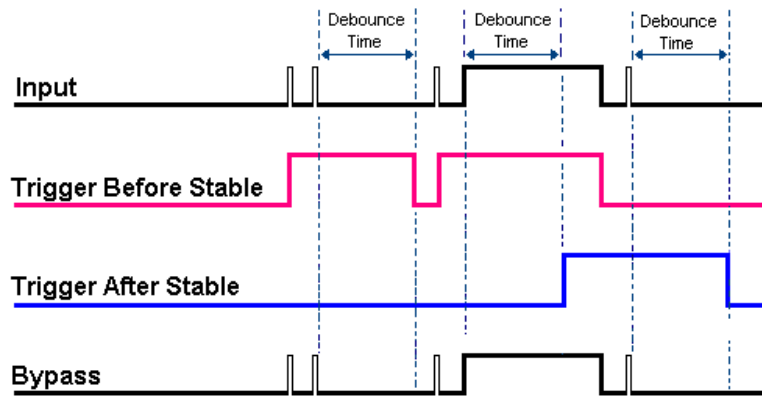 Debounce
Time
Debounce
Time
Debounce
Time
Input
Trigger Before Stable
Trigger After Stable
Bypass